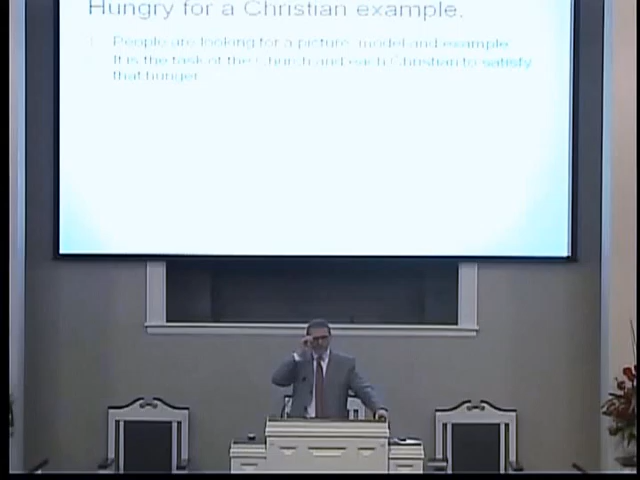 Hungry for a Christian example.
People are looking for a picture, model and example
It is the task of the Church and each Christian to satisfy
that hunger